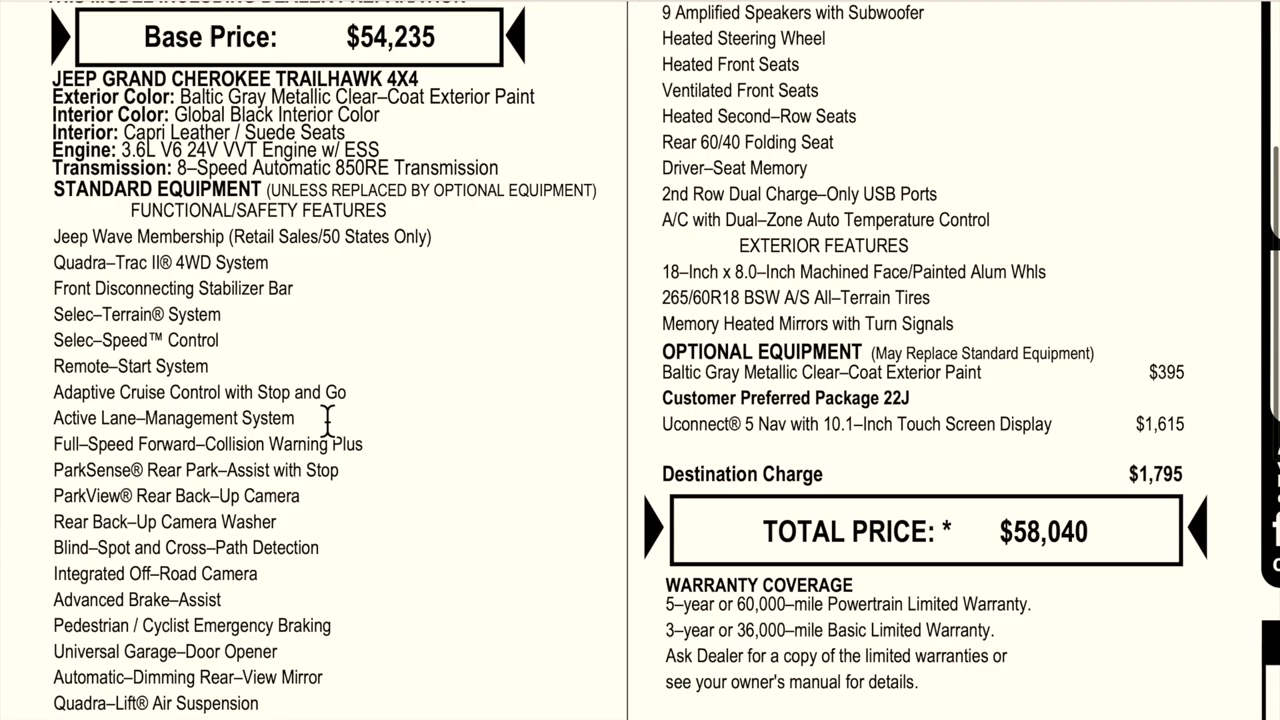 Base Price: $54,235
JEEP GRAND CHEROKEE TRAILHAWK 4X4
Exterior Color: Baltic Gray Metallic Clear–Coat Exterior Paint
Interior Color: Global Black Interior Color
Interior: Capri Leather / Suede Seats
Engine: 3.6L V6 24V VVT Engine w/ ESS
Transmission: 8–Speed Automatic 850RE Transmission
STANDARD EQUIPMENT (UNLESS REPLACED BY OPTIONAL EQUIPMENT)
FUNCTIONAL/SAFETY FEATURES
Jeep Wave Membership (Retail Sales/50 States Only)
Quadra–Trac II® 4WD System
Front Disconnecting Stabilizer Bar
Selec–Terrain® System
Selec–Speed™ Control
Remote–Start System
Adaptive Cruise Control with Stop and Go
Active Lane–Management System
Full–Speed Forward–Collision Warning Plus
ParkSense® Rear Park–Assist with Stop
ParkView® Rear Back–Up Camera
Rear Back–Up Camera Washer
Blind–Spot and Cross–Path Detection
Integrated Off–Road Camera
Advanced Brake–Assist
Pedestrian / Cyclist Emergency Braking
Universal Garage–Door Opener
Automatic–Dimming Rear–View Mirror
Quadra–Lift® Air Suspension
9 Amplified Speakers with Subwoofer
Heated Steering Wheel
Heated Front Seats
Ventilated Front Seats
Heated Second–Row Seats
Rear 60/40 Folding Seat
Driver–Seat Memory
2nd Row Dual Charge–Only USB Ports
A/C with Dual–Zone Auto Temperature Control
EXTERIOR FEATURES
18–Inch x 8.0–Inch Machined Face/Painted Alum Whls
265/60R18 BSW A/S All–Terrain Tires
Memory Heated Mirrors with Turn Signals
OPTIONAL EQUIPMENT (May Replace Standard Equipment)
Baltic Gray Metallic Clear–Coat Exterior Paint $395
Customer Preferred Package 22J
Uconnect® 5 Nav with 10.1–Inch Touch Screen Display $1,615
Destination Charge $1,795
TOTAL PRICE: * $58,040
WARRANTY COVERAGE
5–year or 60,000–mile Powertrain Limited Warranty.
3–year or 36,000–mile Basic Limited Warranty.
Ask Dealer for a copy of the limited warranties or
see your owner's manual for details.